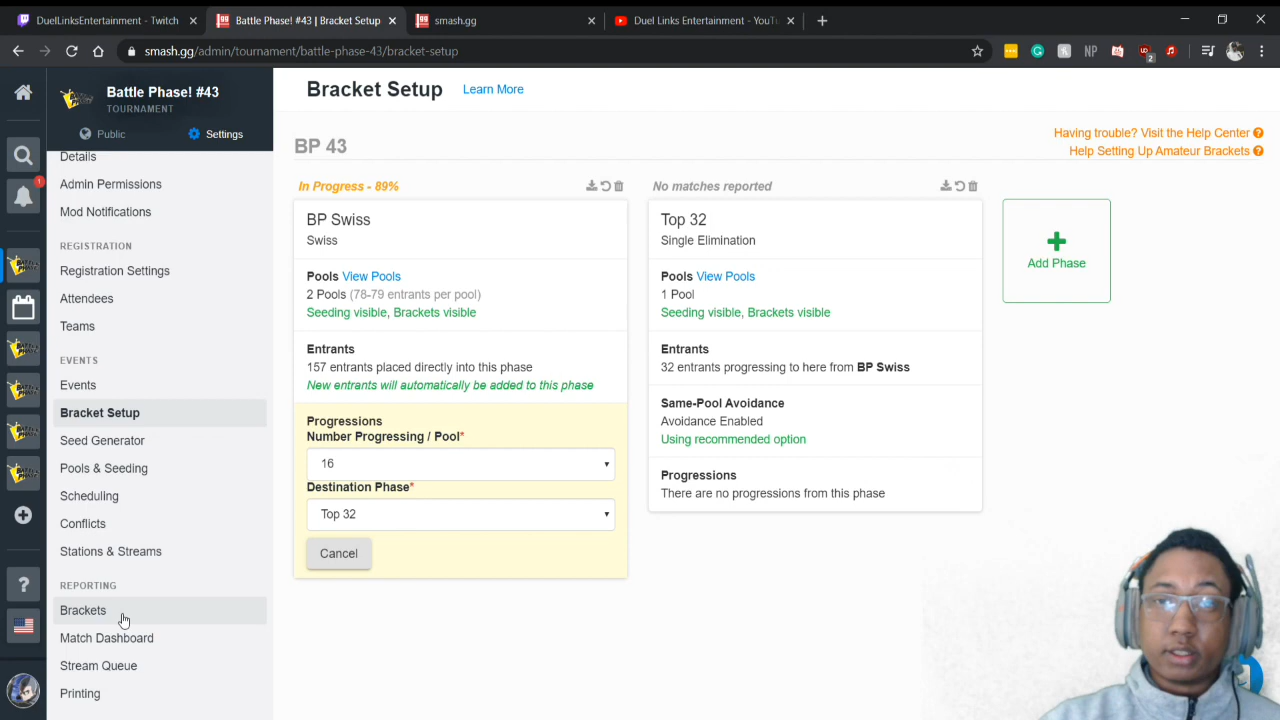 DuelLinksEntertainment - Twitch
Battle Phase! #43 | Bracket Setup
smash.gg
Duel Links Entertainment - YouTu
smash.gg/admin/tournament/battle-phase-43/bracket-setup
NP
2
Battle Phase! #43
TOURNAMENT
Public
Settings
Details
Admin Permissions
Mod Notifications
REGISTRATION
Registration Settings
Attendees
Teams
EVENTS
Events
Bracket Setup
Seed Generator
Pools & Seeding
Scheduling
Conflicts
Stations & Streams
REPORTING
Brackets
Match Dashboard
Stream Queue
Printing
1
?
Bracket Setup Learn More
Having trouble? Visit the Help Center ?
Help Setting Up Amateur Brackets ?
BP 43
In Progress - 89%
BP Swiss
Swiss
Pools View Pools
2 Pools (78-79 entrants per pool)
Seeding visible, Brackets visible
Entrants
157 entrants placed directly into this phase
New entrants will automatically be added to this phase
Progressions
Number Progressing / Pool*
16
Destination Phase*
Top 32
Cancel
No matches reported
Top 32
Single Elimination
Pools View Pools
1 Pool
Seeding visible, Brackets visible
Entrants
32 entrants progressing to here from BP Swiss
Same-Pool Avoidance
Avoidance Enabled
Using recommended option
Progressions
There are no progressions from this phase
Add Phase